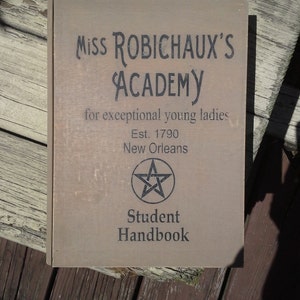 Miss ROBICHAUX'S
ACADEMY
for exceptional young ladies
Est. 1790
New Orleans
Student
Handbook